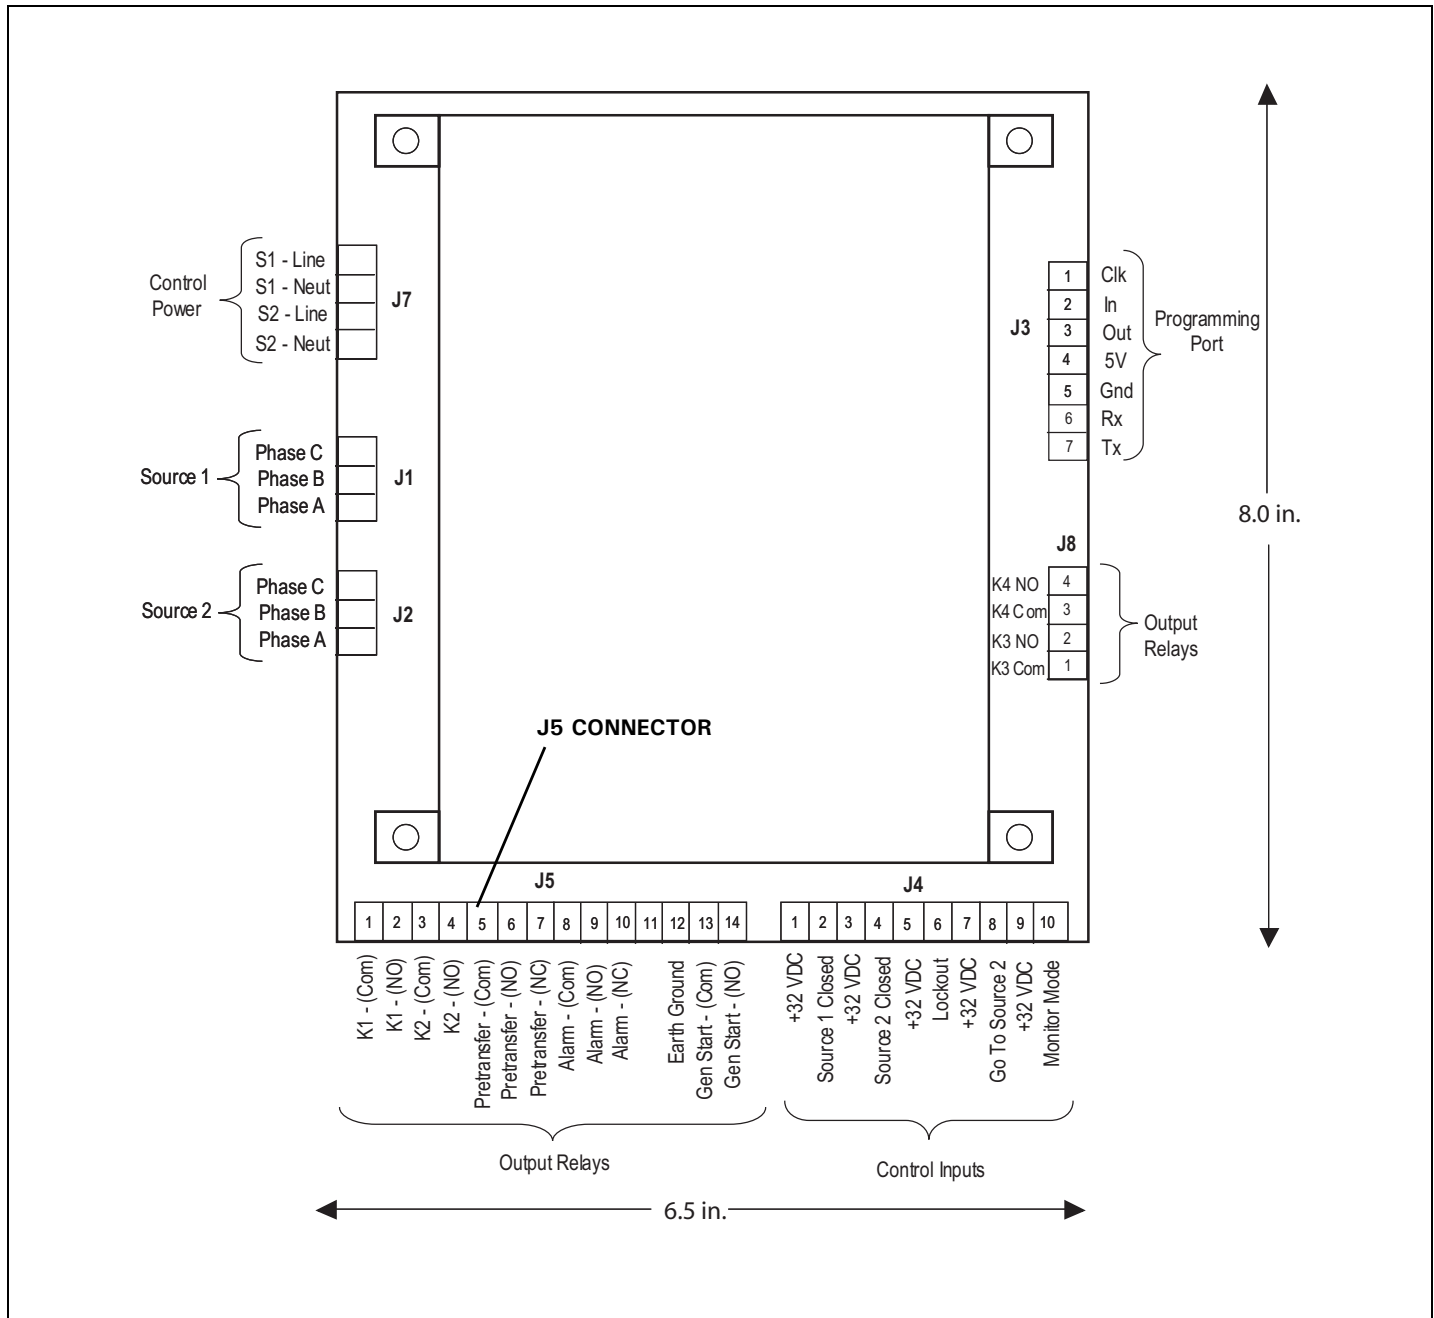 Control
Power
S1 - Line
S1 - Neut
S2 - Line
S2 - Neut
J7
Source 1
Phase C
Phase B
Phase A
J1
Source 2
Phase C
Phase B
Phase A
J2
J3
1 Clk
2 In
3 Out
4 5V
5 Gnd
6 Rx
7 Tx
Programming
Port
8.0 in.
J8
K4 NO 4
K4 Com 3
K3 NO 2
K3 Com 1
Output
Relays
J5 CONNECTOR
J5
1 2 3 4 5 6 7 8 9 10 11 12 13 14
K1 - (Com)
K1 - (NO)
K2 - (Com)
K2 - (NO)
Pretransfer - (Com)
Pretransfer - (NO)
Pretransfer - (NC)
Alarm - (Com)
Alarm - (NO)
Alarm - (NC)
Earth Ground
Gen Start - (Com)
Gen Start - (NO)
Output Relays
J4
1 2 3 4 5 6 7 8 9 10
+32 VDC
Source 1 Closed
+32 VDC
Source 2 Closed
+32 VDC
Lockout
+32 VDC
Go To Source 2
+32 VDC
Monitor Mode
Control Inputs
6.5 in.